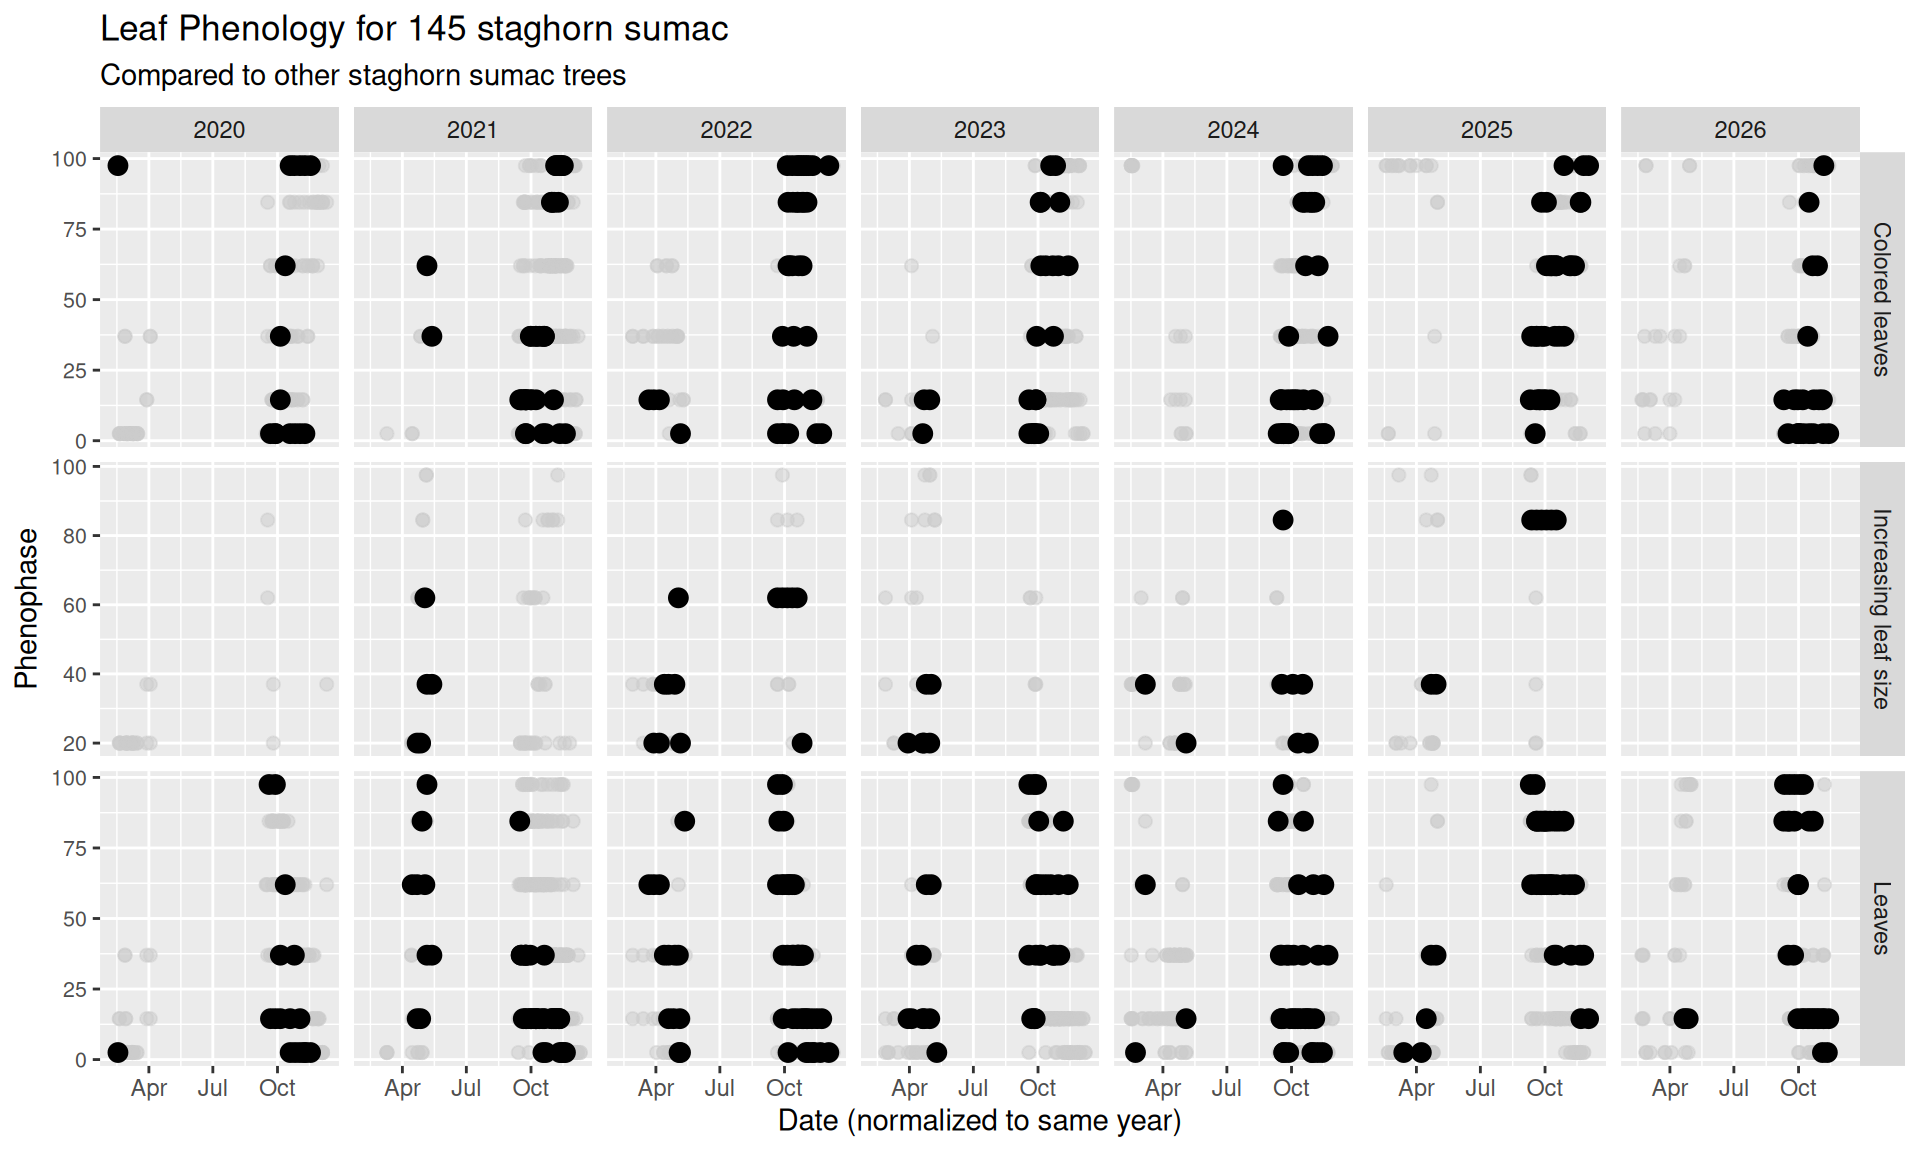 Leaf Phenology for 145 staghorn sumac
Compared to other staghorn sumac trees
2020 2021 2022 2023 2024 2025 2026
100
75
50
25
0
Colored leaves
100
80
60
40
20
Increasing leaf size
100
75
50
25
0
Leaves
Phenophase
Apr Jul Oct Apr Jul Oct Apr Jul Oct Apr Jul Oct Apr Jul Oct Apr Jul Oct Apr Jul Oct
Date (normalized to same year)